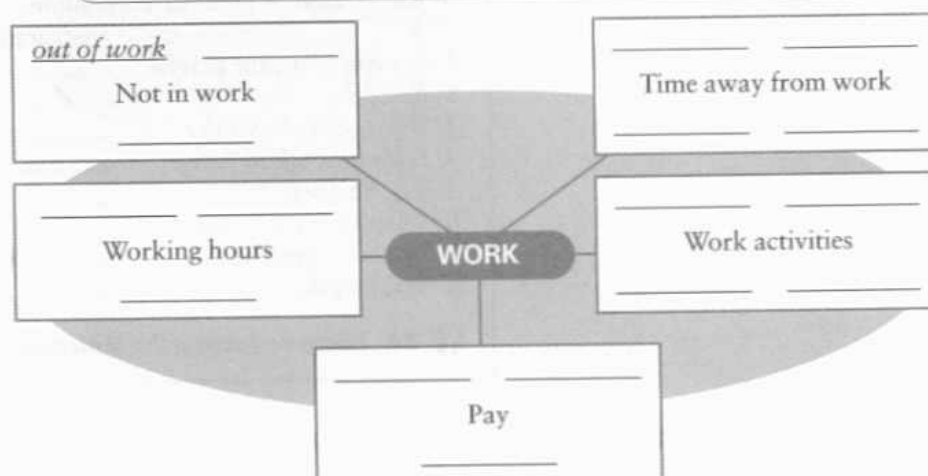 out of work
Not in work
Time away from work
Working hours
WORK
Work activities
Pay